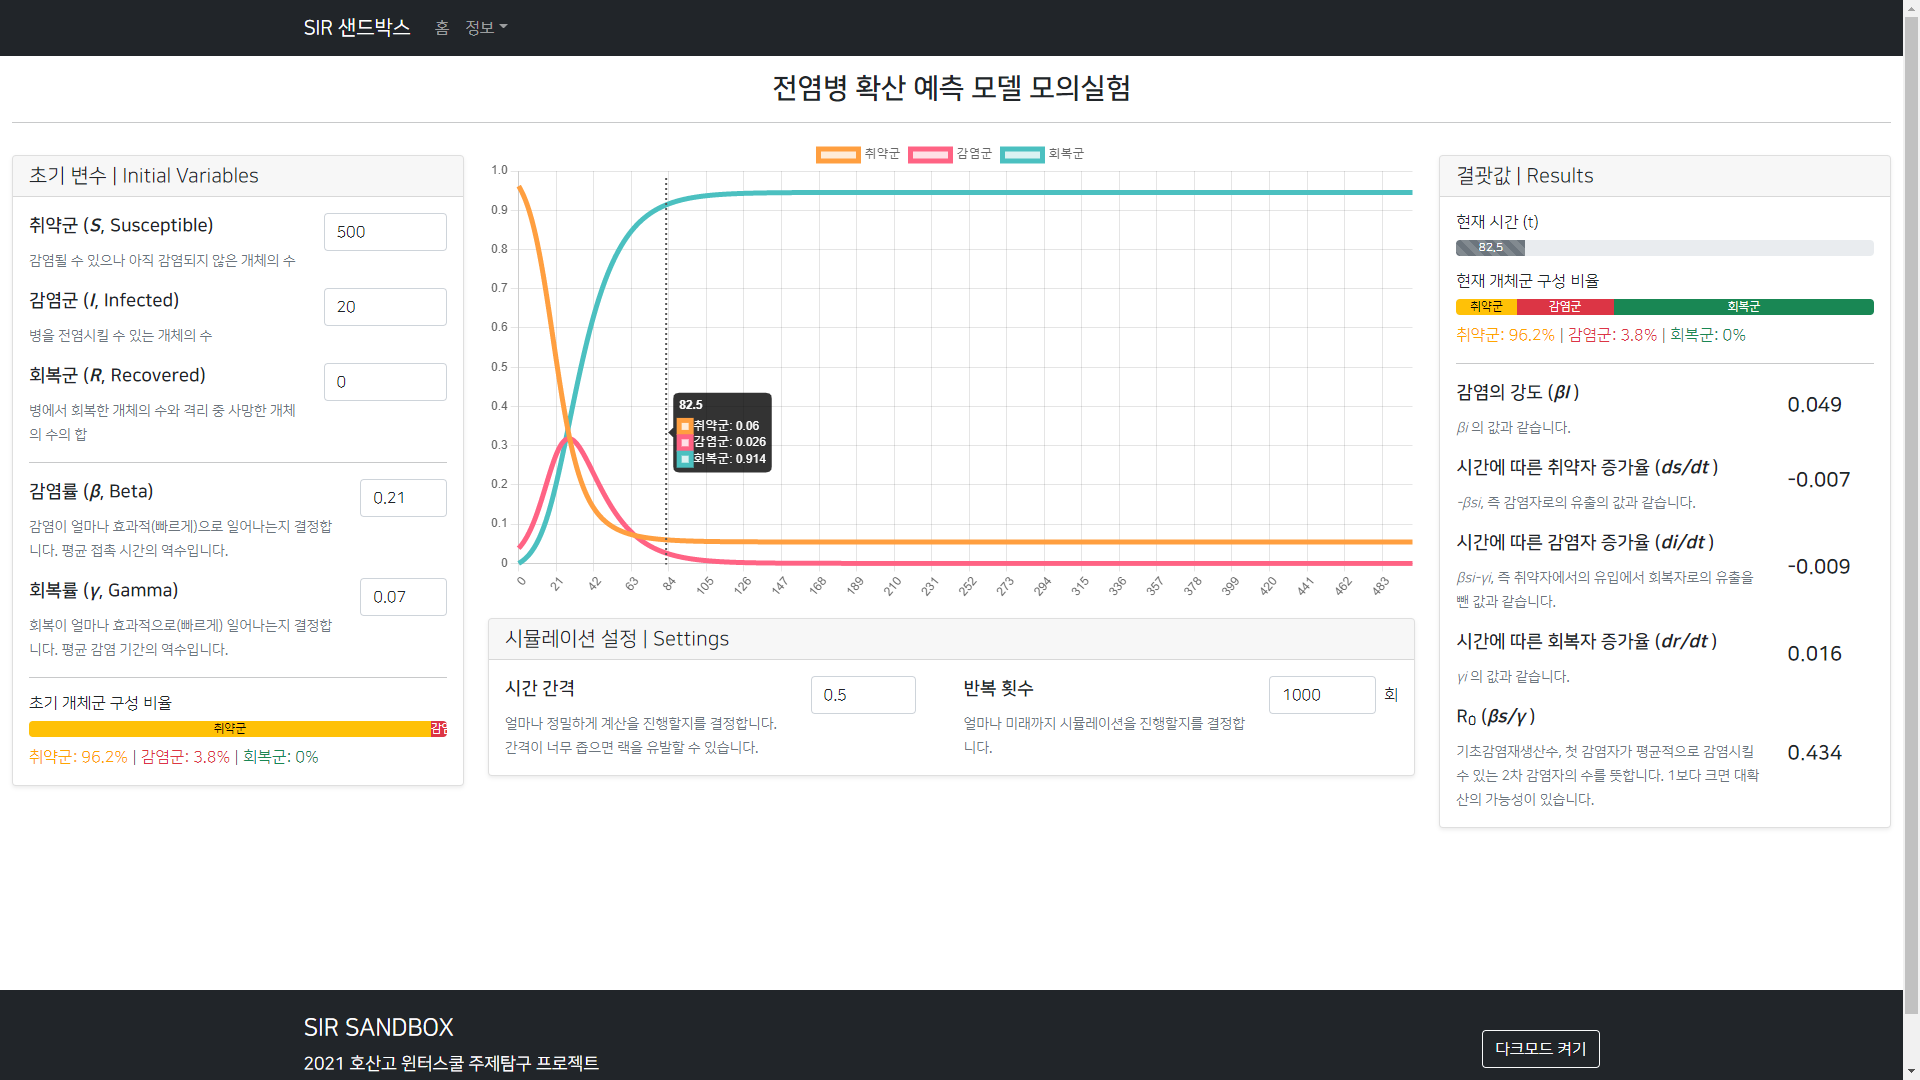 SIR 샌드박스 홈 정보
전염병 확산 예측 모델 모의실험
초기 변수 | Initial Variables
취약군 (S, Susceptible)
500
감염될 수 있으나 아직 감염되지 않은 개체의 수
감염군 (I, Infected)
20
병을 전염시킬 수 있는 개체의 수
회복군 (R, Recovered)
0
병에서 회복한 개체의 수와 격리 중 사망한 개체
의 수의 합
감염률 (β, Beta)
0.21
감염이 얼마나 효과적(빠르게)으로 일어나는지 결정합
니다. 평균 접촉 시간의 역수입니다.
회복률 (γ, Gamma)
0.07
회복이 얼마나 효과적으로(빠르게) 일어나는지 결정합
니다. 평균 감염 기간의 역수입니다.
초기 개체군 구성 비율
취약군
취약군: 96.2% | 감염군: 3.8% | 회복군: 0%
취약군 감염군 회복군
1.0
0.9
0.8
0.7
0.6
0.5
0.4
0.3
0.2
0.1
0
82.5
취약군: 0.06
감염군: 0.026
회복군: 0.914
0 21 42 63 84 105 126 147 168 189 210 231 252 273 294 315 336 357 378 399 420 441 462 483
시뮬레이션 설정 | Settings
시간 간격
0.5
얼마나 정밀하게 계산을 진행할지를 결정합니다.
간격이 너무 좁으면 랙을 유발할 수 있습니다.
반복 횟수
1000 회
얼마나 미래까지 시뮬레이션을 진행할지를 결정합
니다.
결괏값 | Results
현재 시간 (t)
82.5
현재 개체군 구성 비율
취약군 감염군 회복군
취약군: 96.2% | 감염군: 3.8% | 회복군: 0%
감염의 강도 (βI)
0.049
βi 의 값과 같습니다.
시간에 따른 취약자 증가율 (ds/dt)
-0.007
-βsi, 즉 감염자로의 유출의 값과 같습니다.
시간에 따른 감염자 증가율 (di/dt)
-0.009
βsi-γi, 즉 취약자에서의 유입에서 회복자로의 유출을
뺀 값과 같습니다.
시간에 따른 회복자 증가율 (dr/dt)
0.016
γi 의 값과 같습니다.
R0 (βs/γ)
0.434
기초감염재생산수, 첫 감염자가 평균적으로 감염시킬
수 있는 2차 감염자의 수를 뜻합니다. 1보다 크면 대확
산의 가능성이 있습니다.
SIR SANDBOX
2021 호산고 윈터스쿨 주제탐구 프로젝트
다크모드 켜기